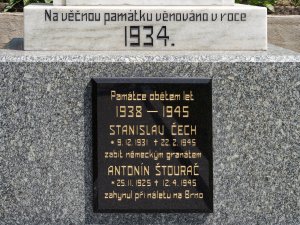 Na věčnou památku věnováno v roce
1934.
Památce obětem let
1938 — 1945
STANISLAV ČECH
* 9. 12. 1931 † 22. 2. 1945
zabit německým granátem
ANTONÍN ŠTOURAČ
* 25. 11. 1925 † 12. 4. 1945
zahynul při náletu na Brno